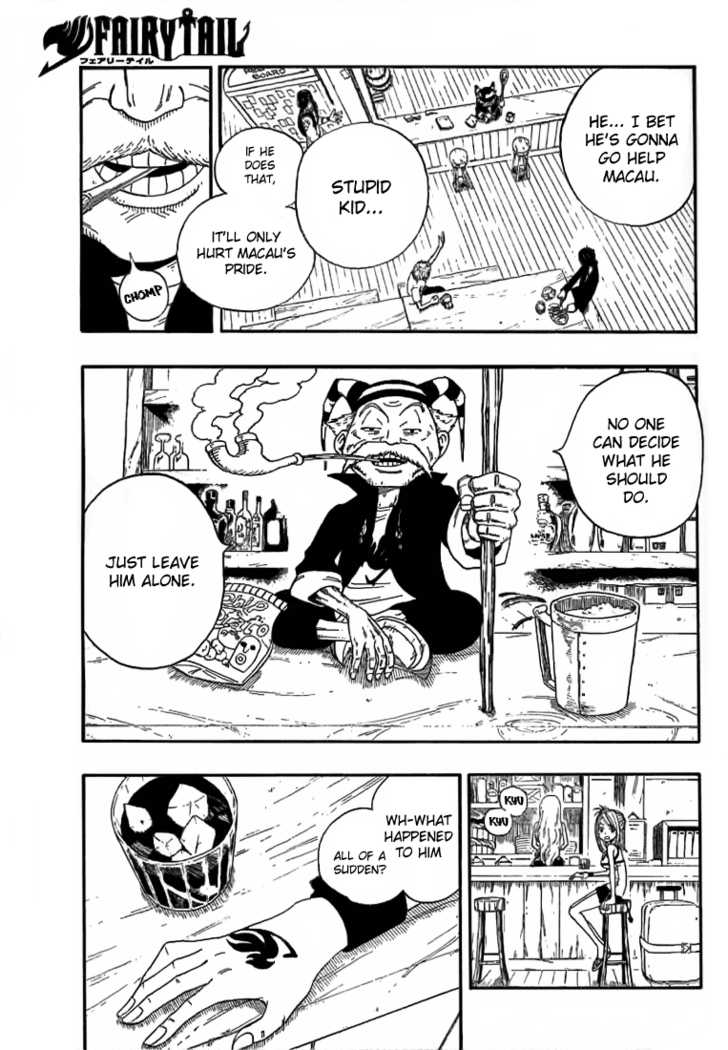 FAIRY TAIL
フェアリーテイル
BOARD
HE... I BET
HE'S GONNA
GO HELP
MACAU.
STUPID
KID...
IF HE
DOES
THAT,
IT'LL ONLY
HURT MACAU'S
PRIDE.
CHOMP
NO ONE
CAN DECIDE
WHAT HE
SHOULD
DO.
JUST LEAVE
HIM ALONE.
KYU
KYU
WH-WHAT
HAPPENED
TO HIM
ALL OF A
SUDDEN?